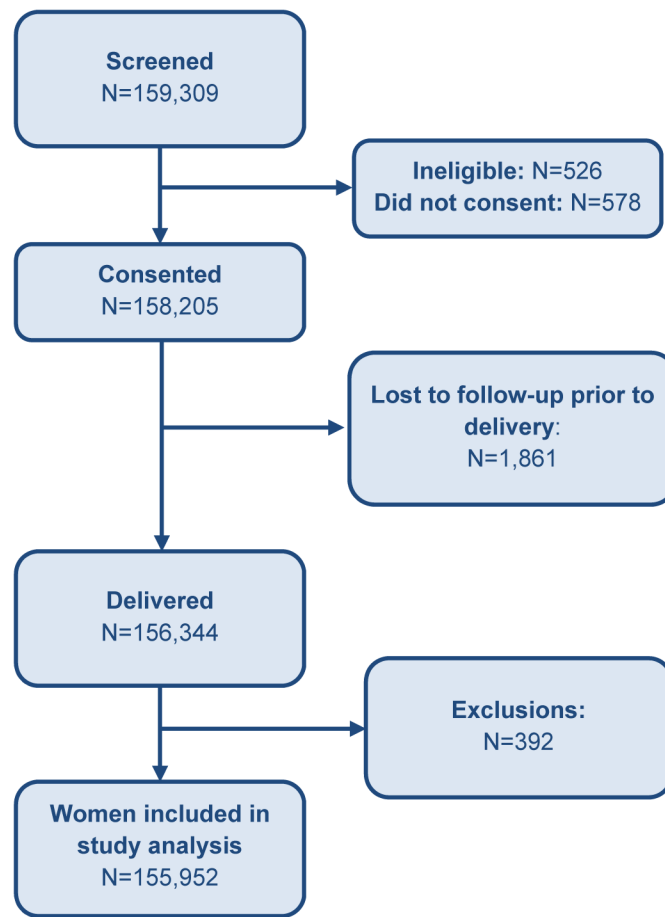 Screened
N=159,309
Ineligible: N=526
Did not consent: N=578
Consented
N=158,205
Lost to follow-up prior to
delivery:
N=1,861
Delivered
N=156,344
Exclusions:
N=392
Women included in
study analysis
N=155,952